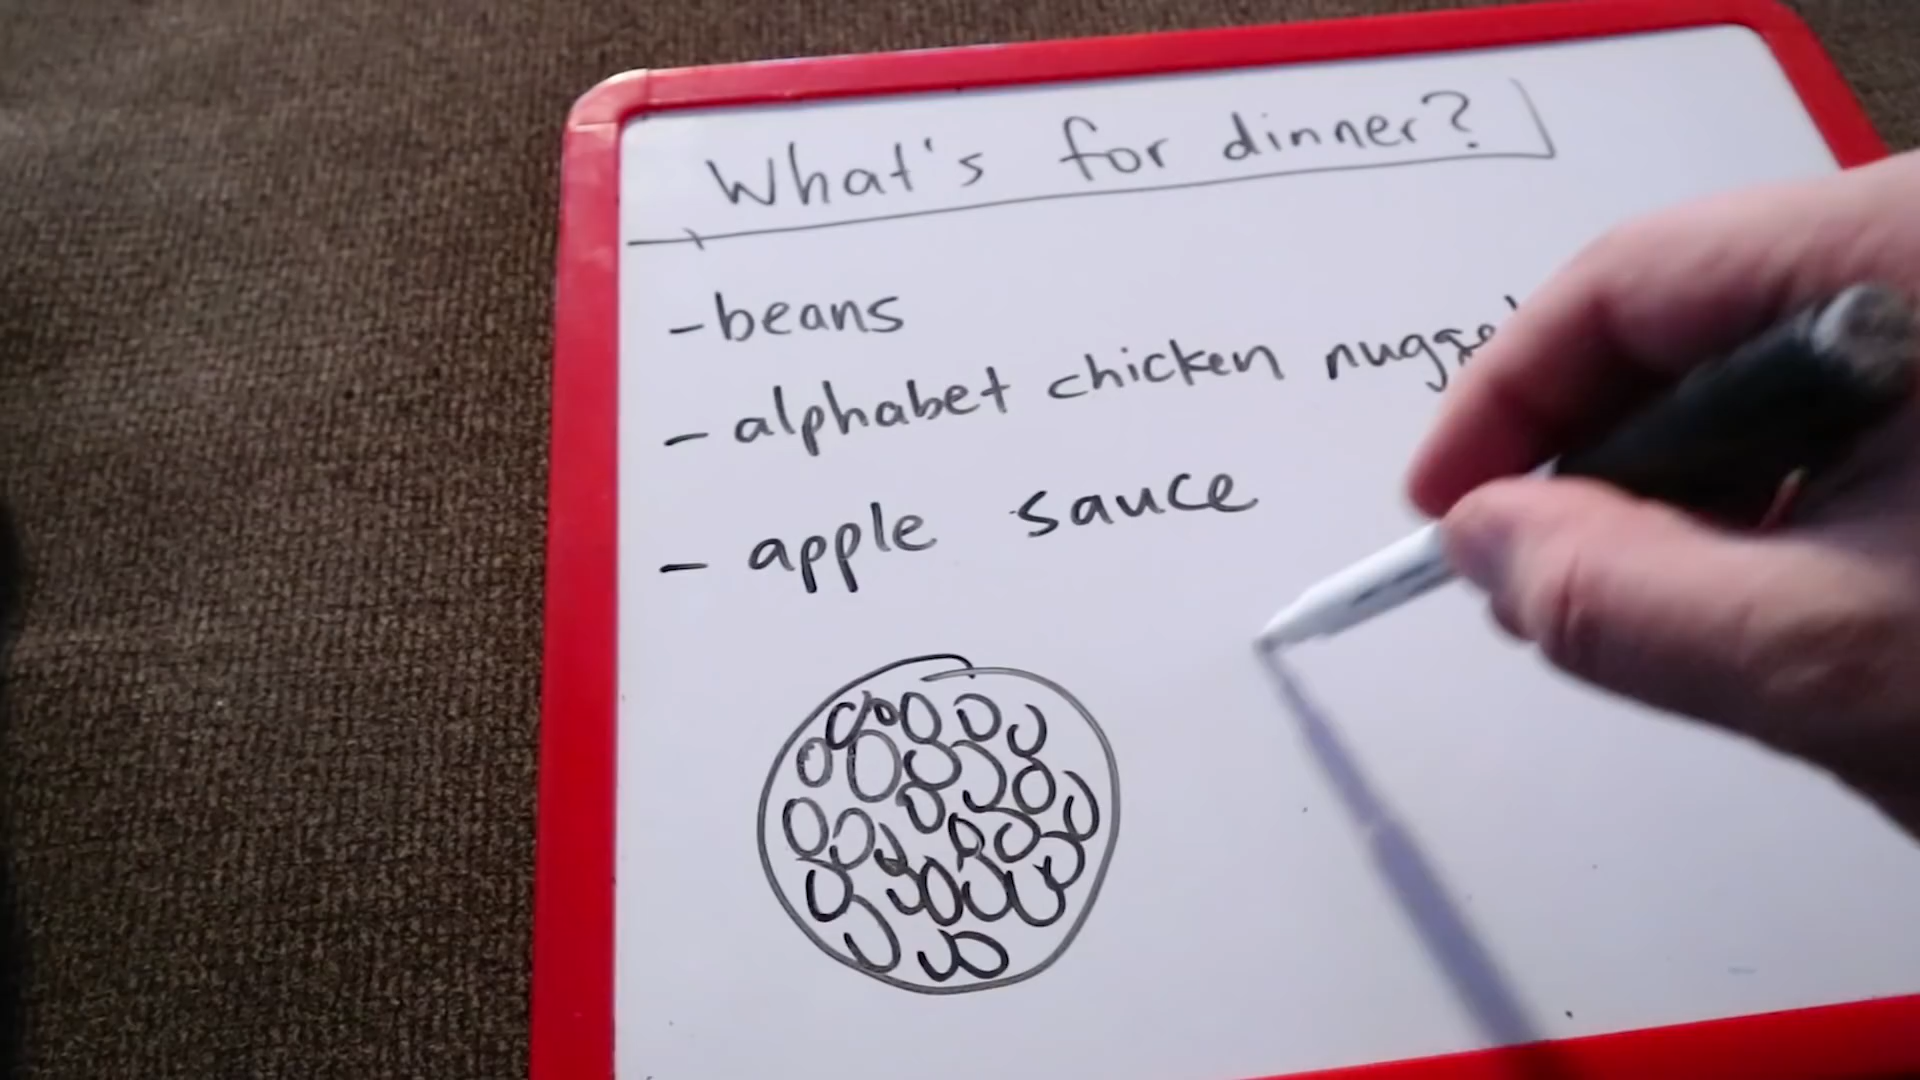 What's for dinner?
- beans
- alphabet chicken
- apple sauce